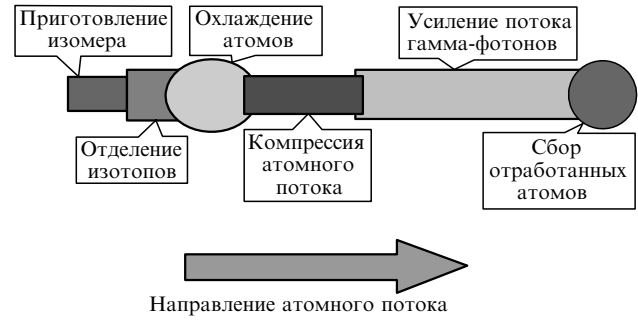 Приготовление
изомера
Охлаждение
атомов
Усиление потока
гамма-фотонов
Отделение
изотопов
Компрессия
атомного
потока
Сбор
отработанных
атомов
Направление атомного потока